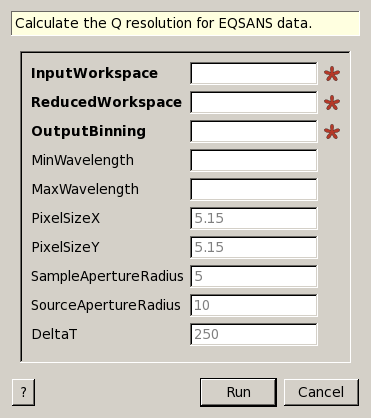 Calculate the Q resolution for EQSANS data.
InputWorkspace *
ReducedWorkspace *
OutputBinning *
MinWavelength
MaxWavelength
PixelSizeX 5.15
PixelSizeY 5.15
SampleApertureRadius 5
SourceApertureRadius 10
DeltaT 250
? Run Cancel